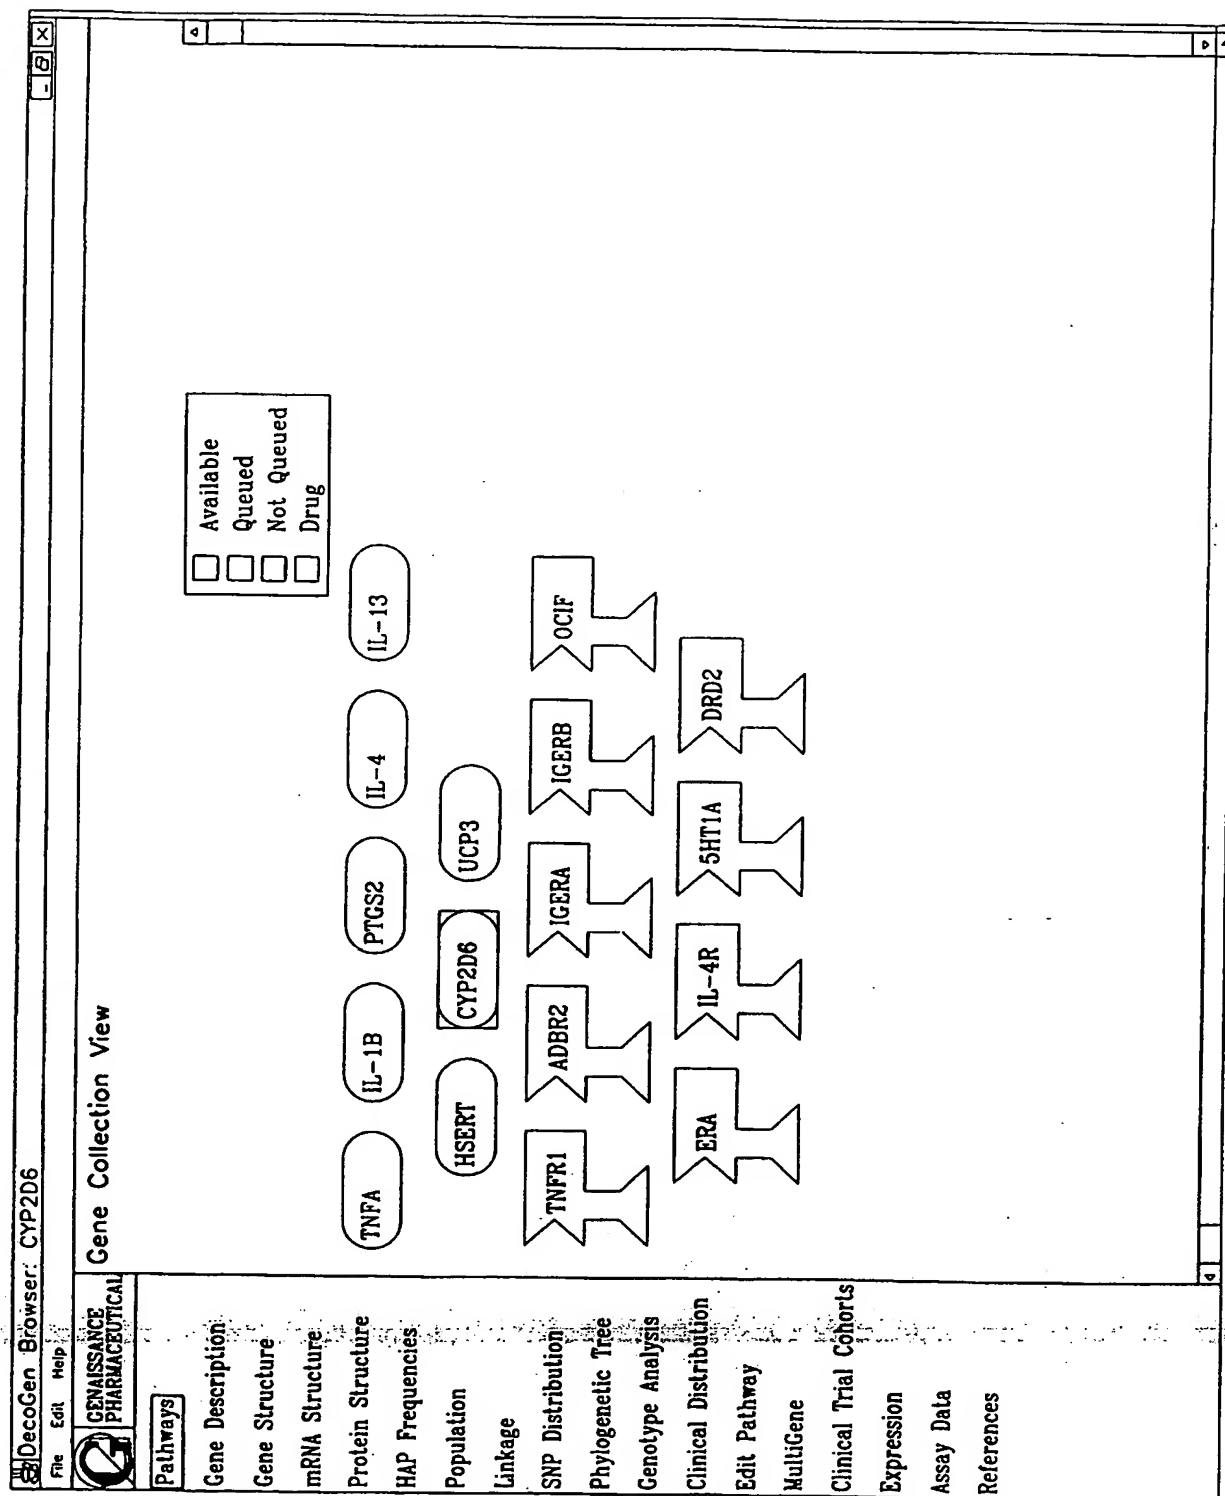 DecoGen Browser: CYP2D6
File Edit Help
GENAISSANCE
PHARMACEUTICAL
Gene Collection View
Pathways
Gene Description
Gene Structure
mRNA Structure
Protein Structure
HAP Frequencies
Population
Linkage
SNP Distribution
Phylogenetic Tree
Genotype Analysis
Clinical Distribution
Edit Pathway
MultiGene
Clinical Trial Cohorts
Expression
Assay Data
References
Available
Queued
Not Queued
Drug
TNFA IL-1B PTGS2 IL-4 IL-13
HSERT CYP2D6 UCP3
TNFR1 ADBR2 IGERA IGERB OCIF
ERA IL-4R 5HT1A DRD2